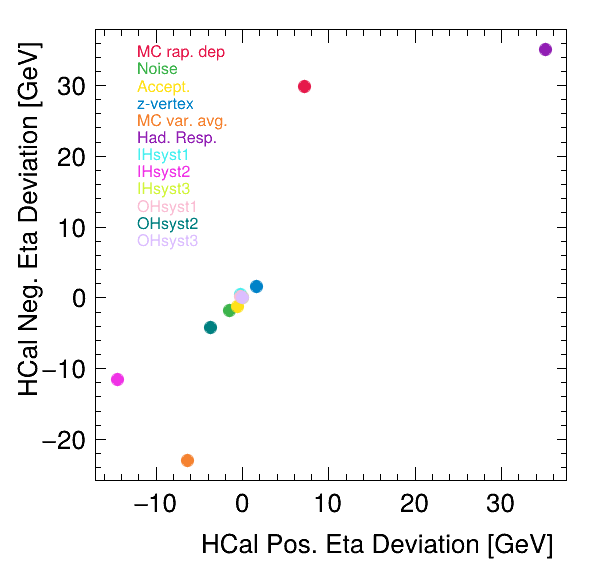 HCal Neg. Eta Deviation [GeV]
30
20
10
0
−10
−20
MC rap. dep
Noise
Accept.
z-vertex
MC var. avg.
Had. Resp.
IHsyst1
IHsyst2
IHsyst3
OHsyst1
OHsyst2
OHsyst3
−10 0 10 20 30
HCal Pos. Eta Deviation [GeV]